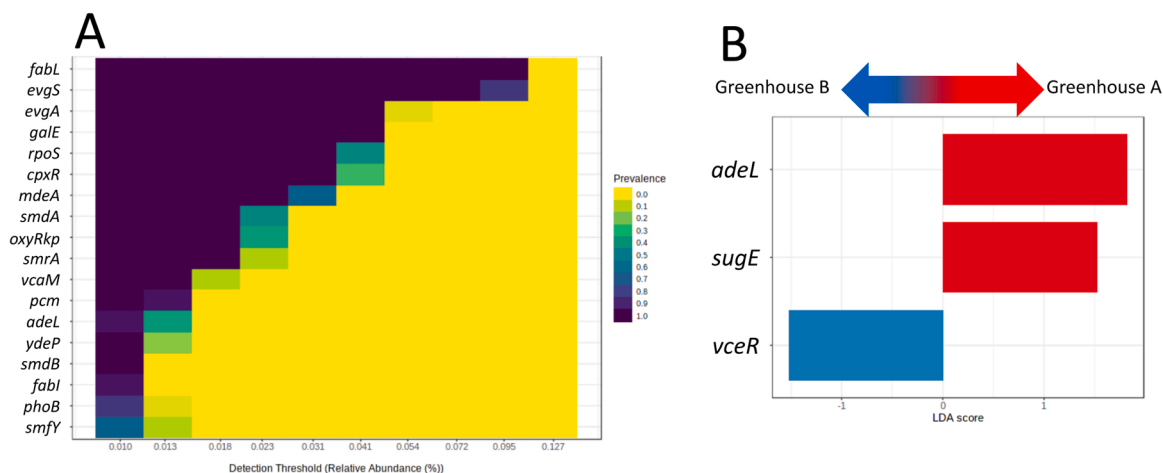 A
fabL
evgS
evgA
galE
rpoS
cpxR
mdeA
smdA
oxyRkp
smrA
vcaM
pcm
adeL
ydeP
smdB
fabI
phoB
smfY
0.010 0.013 0.018 0.023 0.031 0.041 0.054 0.072 0.095 0.127
Detection Threshold (Relative Abundance (%))
Prevalence
0.0
0.1
0.2
0.3
0.4
0.5
0.6
0.7
0.8
0.9
1.0
B
Greenhouse B Greenhouse A
adeL
sugE
vceR
-1 0 1
LDA score